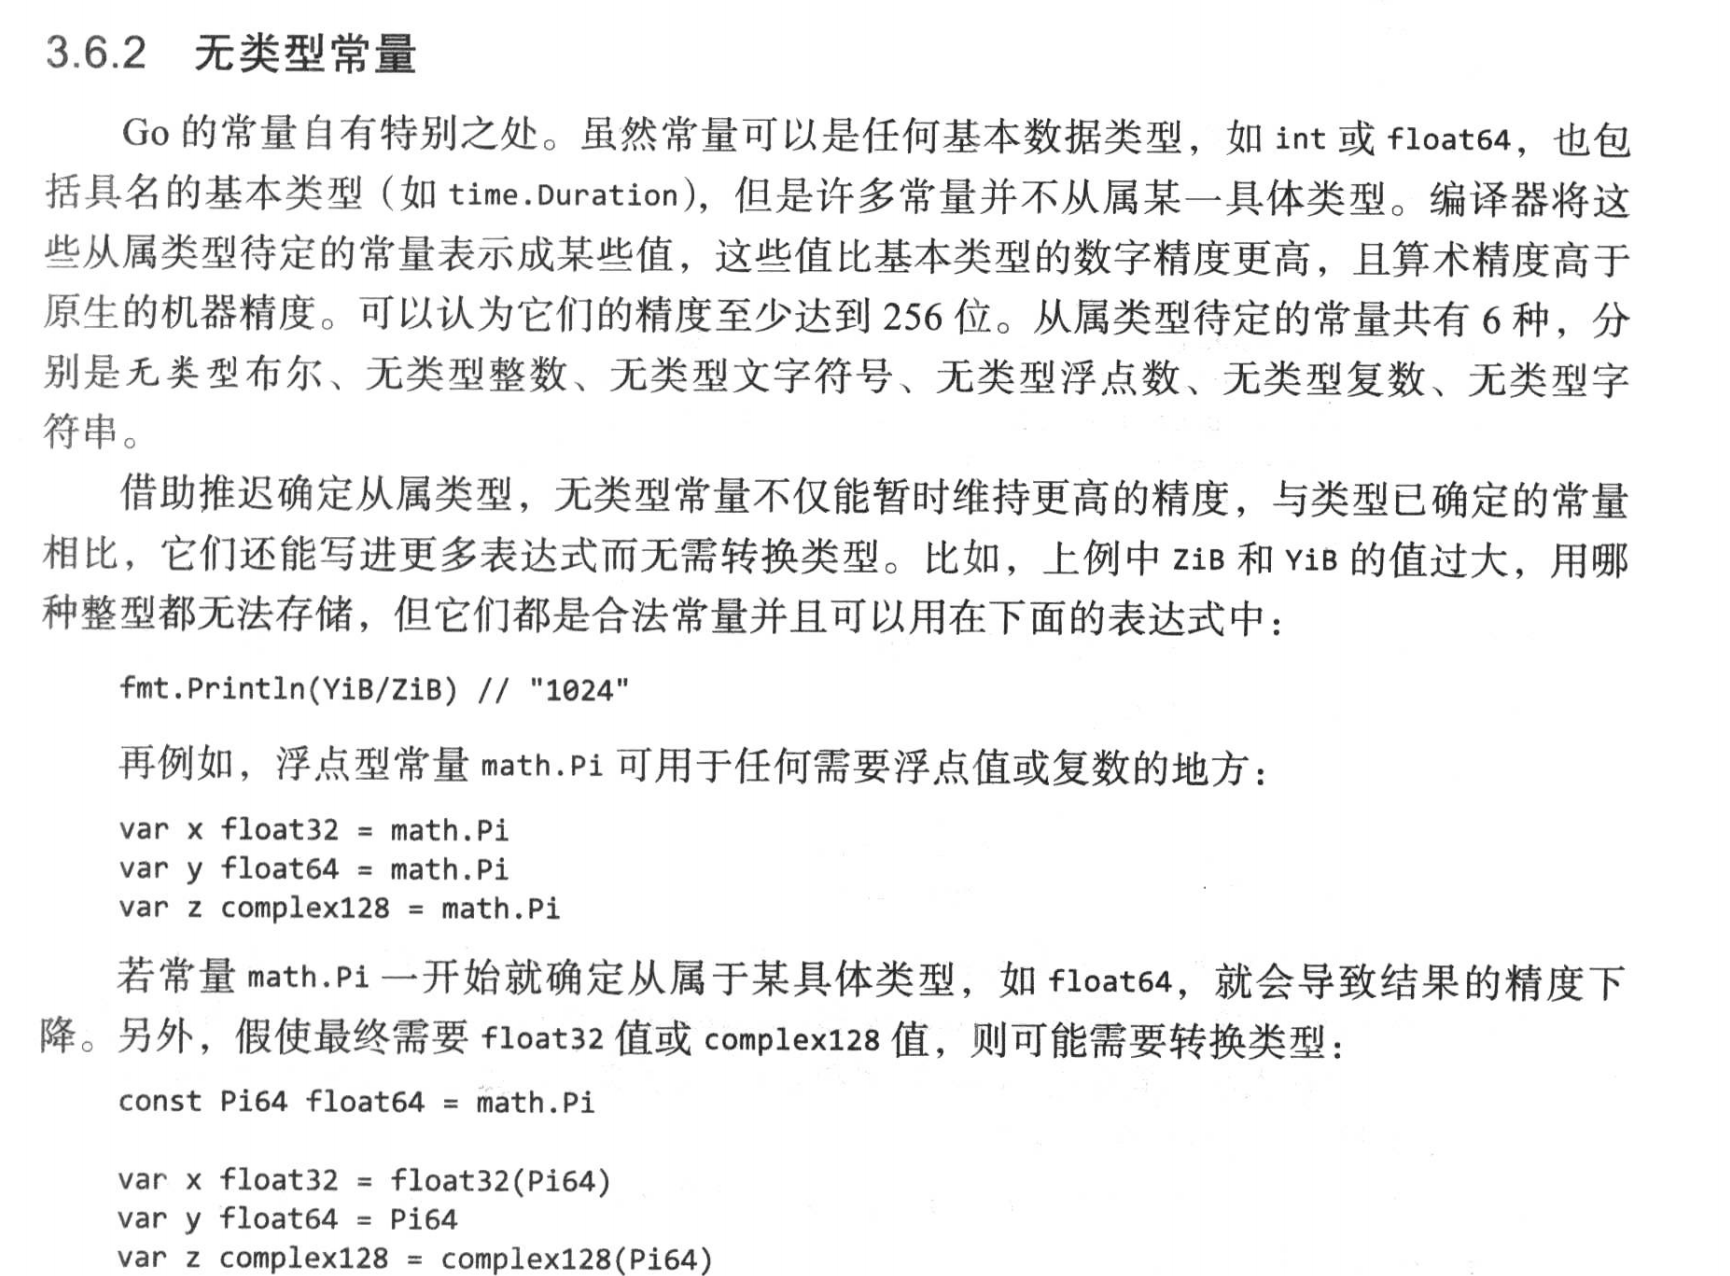 3.6.2 无类型常量
Go 的常量自有特别之处。虽然常量可以是任何基本数据类型，如 int 或 float64，也包
括具名的基本类型（如 time.Duration），但是许多常量并不从属某一具体类型。编译器将这
些从属类型待定的常量表示成某些值，这些值比基本类型的数字精度更高，且算术精度高于
原生的机器精度。可以认为它们的精度至少达到 256 位。从属类型待定的常量共有 6 种，分
别是无类型布尔、无类型整数、无类型文字符号、无类型浮点数、无类型复数、无类型字
符串。
借助推迟确定从属类型，无类型常量不仅能暂时维持更高的精度，与类型已确定的常量
相比，它们还能写进更多表达式而无需转换类型。比如，上例中 ZiB 和 YiB 的值过大，用哪
种整型都无法存储，但它们都是合法常量并且可以用在下面的表达式中：
fmt.Println(YiB/ZiB) // "1024"
再例如，浮点型常量 math.Pi 可用于任何需要浮点值或复数的地方：
var x float32 = math.Pi
var y float64 = math.Pi
var z complex128 = math.Pi
若常量 math.Pi 一开始就确定从属于某具体类型，如 float64，就会导致结果的精度下
降。另外，假使最终需要 float32 值或 complex128 值，则可能需要转换类型：
const Pi64 float64 = math.Pi
var x float32 = float32(Pi64)
var y float64 = Pi64
var z complex128 = complex128(Pi64)